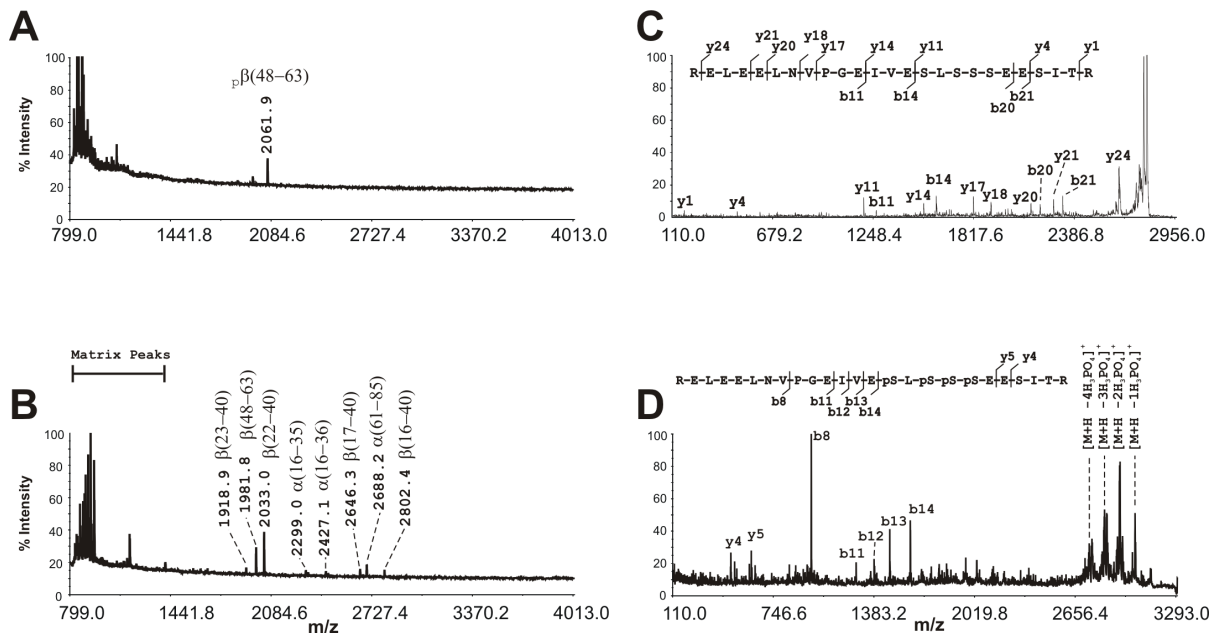 A
% Intensity
100
80
60
40
20
0
pβ(48–63)
2061.9
799.0 1441.8 2084.6 2727.4 3370.2 4013.0
C
y24 y21 y20 y18 y17 y14 y11 y4 y1
R-E-L-E-E-L-N-V-P-G-E-I-V-E-S-L-S-S-S-E-E-S-I-T-R
b11 b14 b20 b21
100
80
60
40
20
0
y1 y4 y11 b11 y14 b14 y17 y18 y20 b20 y21 b21 y24
110.0 679.2 1248.4 1817.6 2386.8 2956.0
Matrix Peaks
B
% Intensity
100
80
60
40
20
0
1918.9 β(23–40)
1981.8 β(48–63)
2033.0 β(22–40)
2299.0 α(16–35)
2427.1 α(16–36)
2646.3 β(17–40)
2688.2 α(61–85)
2802.4 β(16–40)
799.0 1441.8 2084.6 2727.4 3370.2 4013.0
m/z
D
y5 y4
R-E-L-E-E-L-N-V-P-G-E-I-V-E-pS-L-pS-pS-pS-E-E-S-I-T-R
b8 b11 b12 b13 b14
100
80
60
40
20
0
y4 y5 b8 b11 b12 b13 b14
[M+H -4H3PO4]+
[M+H -3H3PO4]+
[M+H -2H3PO4]+
[M+H -1H3PO4]+
110.0 746.6 1383.2 2019.8 2656.4 3293.0
m/z